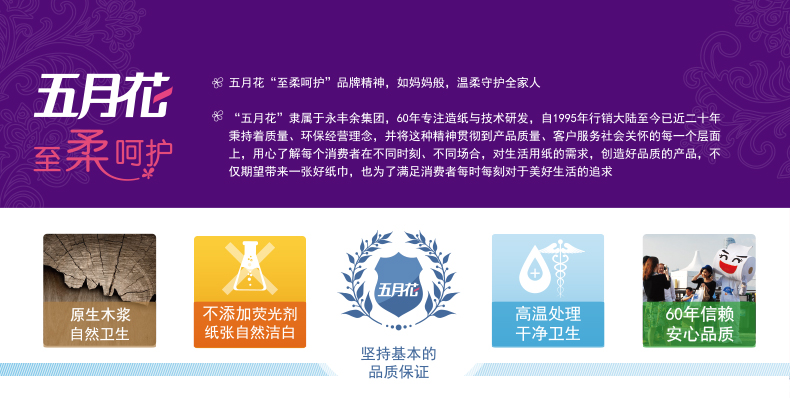 五月花
至柔呵护
五月花“至柔呵护”品牌精神，如妈妈般，温柔守护全家人
“五月花”隶属于永丰余集团，60年专注造纸与技术研发，自1995年行销大陆至今已近二十年
秉持着质量、环保经营理念，并将这种精神贯彻到产品质量、客户服务社会关怀的每一个层面
上，用心了解每个消费者在不同时刻、不同场合，对生活用纸的需求，创造好品质的产品，不
仅期望带来一张好纸巾，也为了满足消费者每时每刻对于美好生活的追求
原生木浆
自然卫生
不添加荧光剂
纸张自然洁白
五月花
坚持基本的
品质保证
高温处理
干净卫生
60年信赖
安心品质